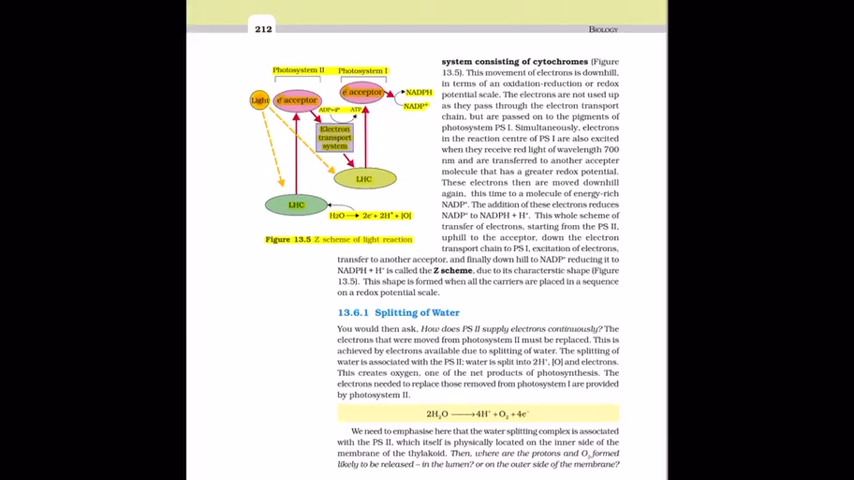 212
BIOLOGY
Photosystem II
Photosystem I
Light
e⁻ acceptor
e⁻ acceptor
NADPH
NADP⁺
ADP+iP
ATP
Electron
transport
system
LHC
LHC
H₂O → 2e⁻ + 2H⁺ + [O]
Figure 13.5 Z scheme of light reaction
system consisting of cytochromes (Figure
13.5). This movement of electrons is downhill,
in terms of an oxidation-reduction or redox
potential scale. The electrons are not used up
as they pass through the electron transport
chain, but are passed on to the pigments of
photosystem PS I. Simultaneously, electrons
in the reaction centre of PS I are also excited
when they receive red light of wavelength 700
nm and are transferred to another accepter
molecule that has a greater redox potential.
These electrons then are moved downhill
again, this time to a molecule of energy-rich
NADP⁺. The addition of these electrons reduces
NADP⁺ to NADPH + H⁺. This whole scheme of
transfer of electrons, starting from the PS II,
uphill to the acceptor, down the electron
transport chain to PS I, excitation of electrons,
transfer to another acceptor, and finally down hill to NADP⁺ reducing it to
NADPH + H⁺ is called the Z scheme, due to its characterstic shape (Figure
13.5). This shape is formed when all the carriers are placed in a sequence
on a redox potential scale.
13.6.1 Splitting of Water
You would then ask, How does PS II supply electrons continuously? The
electrons that were moved from photosystem II must be replaced. This is
achieved by electrons available due to splitting of water. The splitting of
water is associated with the PS II; water is split into 2H⁺, [O] and electrons.
This creates oxygen, one of the net products of photosynthesis. The
electrons needed to replace those removed from photosystem I are provided
by photosystem II.
2H₂O ⟶ 4H⁺ + O₂ + 4e⁻
We need to emphasise here that the water splitting complex is associated
with the PS II, which itself is physically located on the inner side of the
membrane of the thylakoid. Then, where are the protons and O₂ formed
likely to be released – in the lumen? or on the outer side of the membrane?